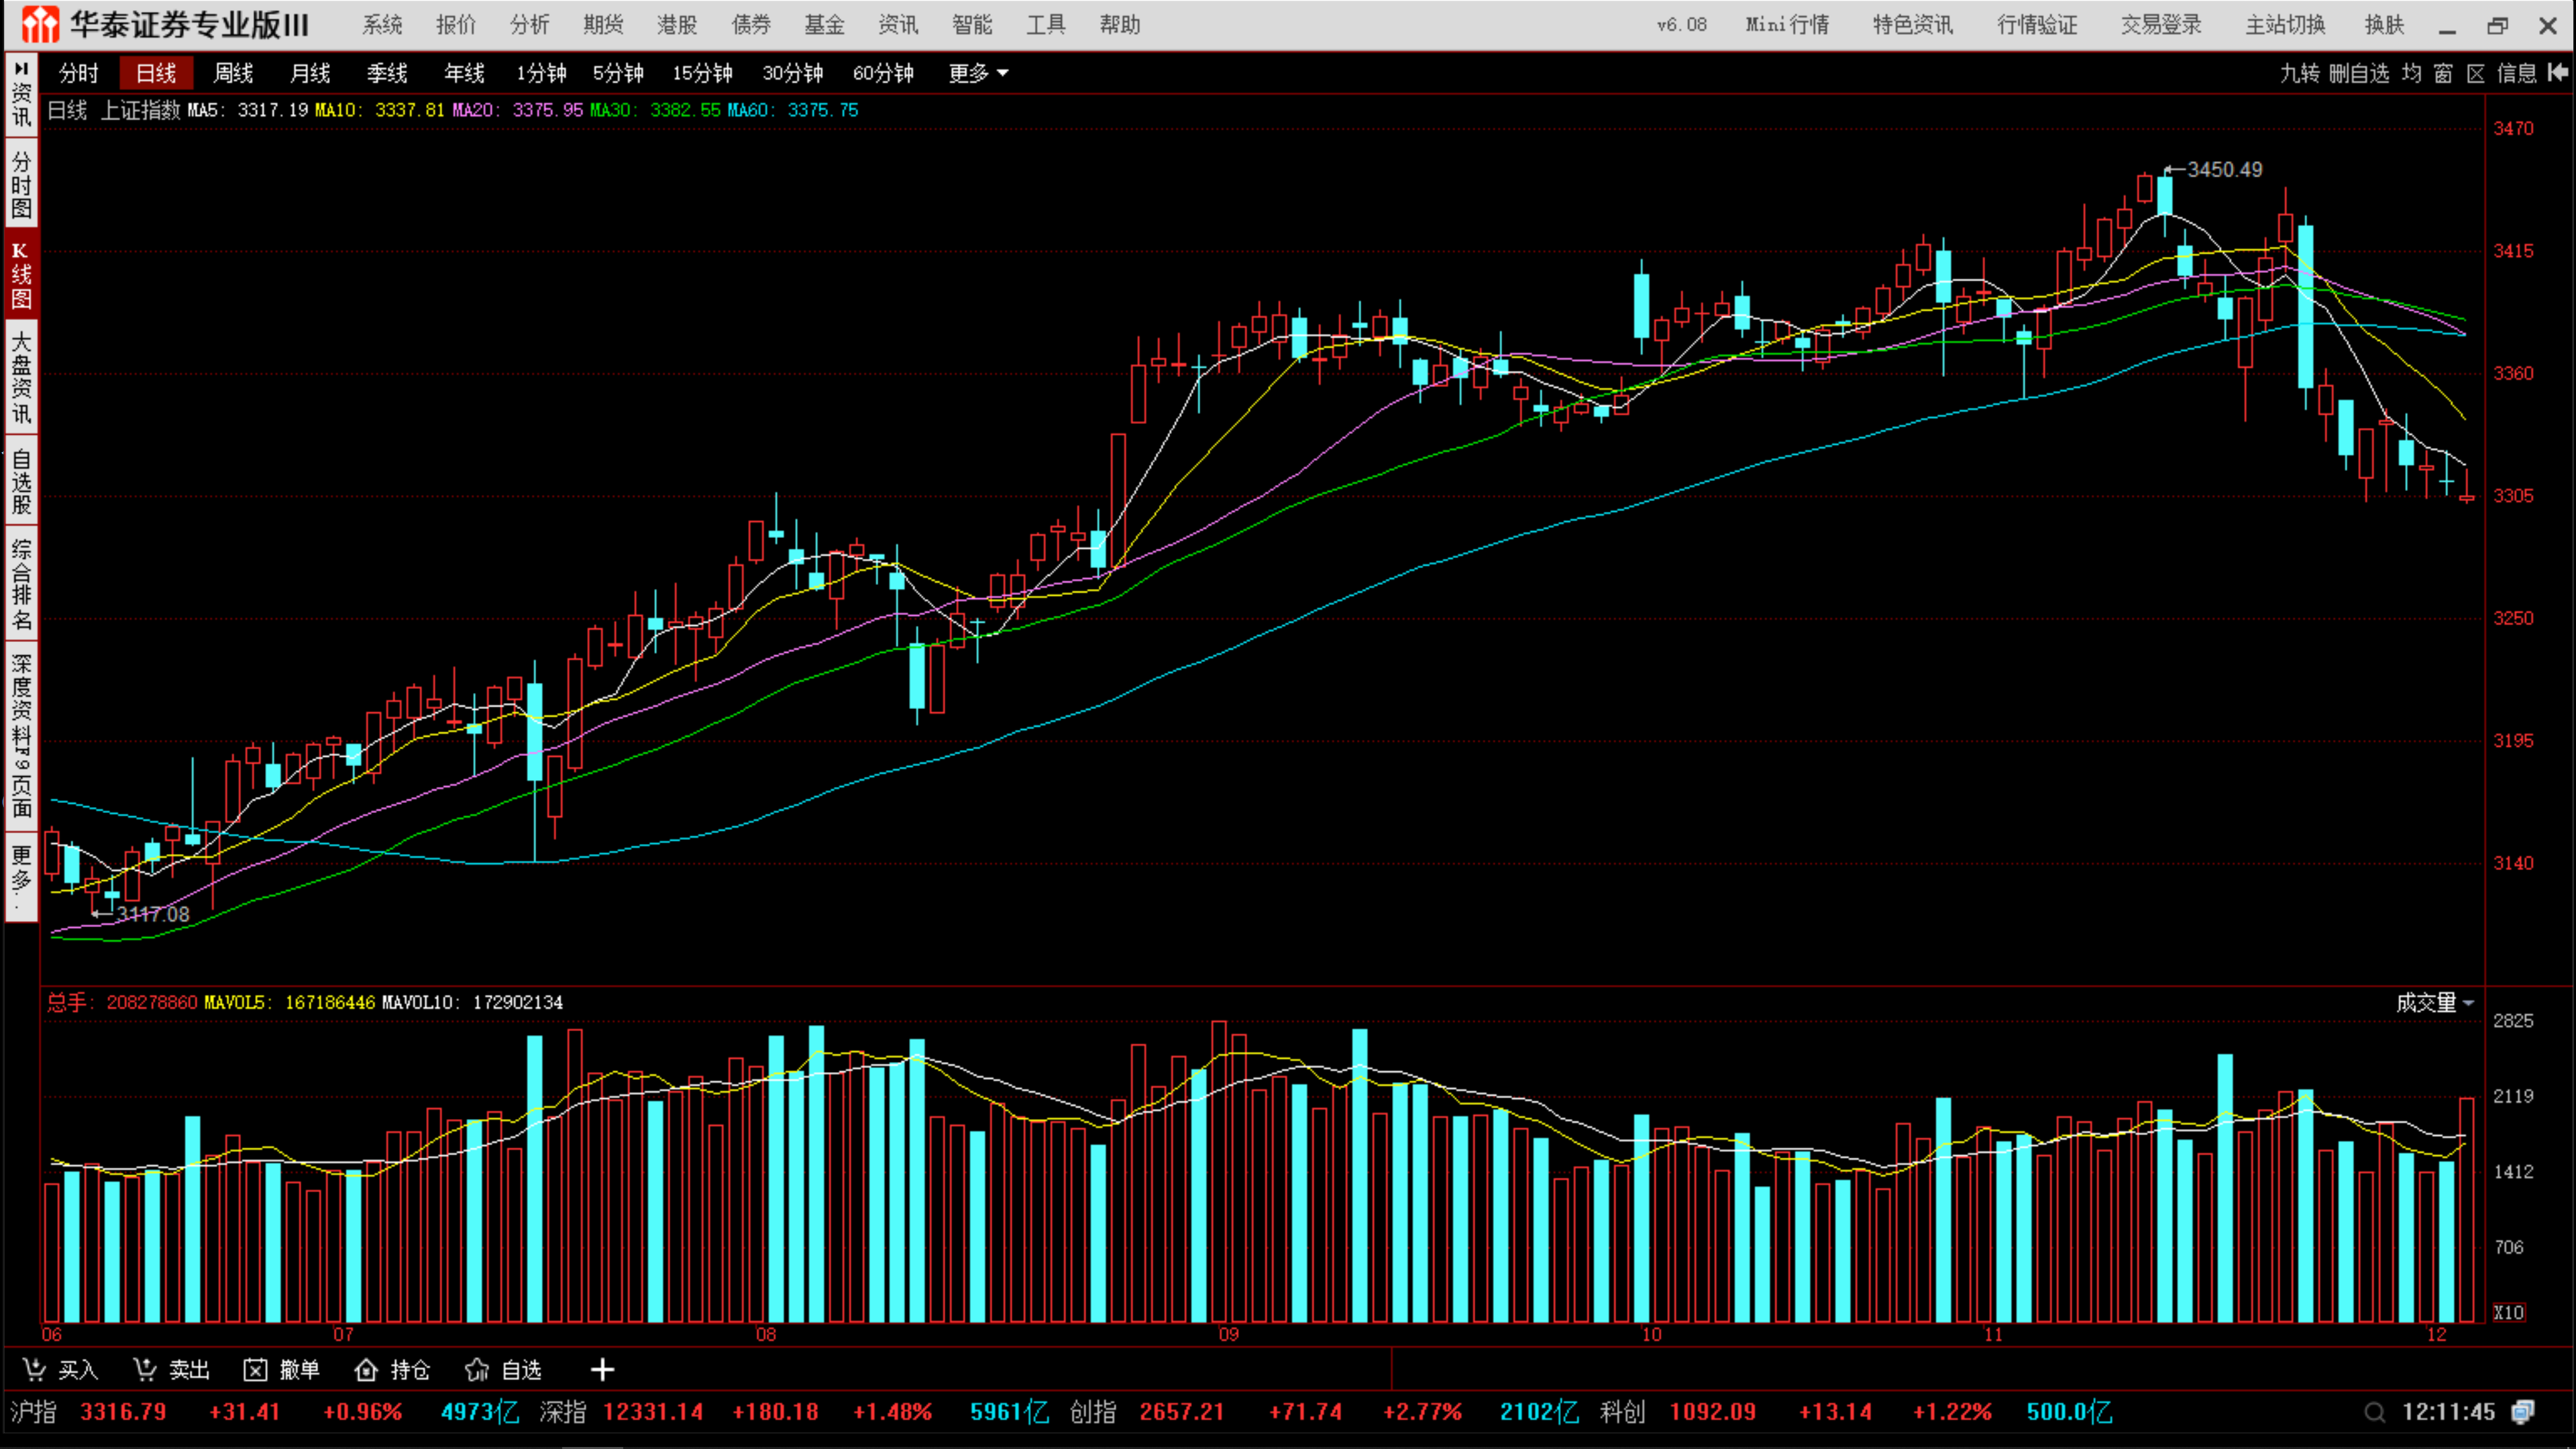 华泰证券专业版III 系统 报价 分析 期货 港股 债券 基金 资讯 智能 工具 帮助 v6.08 Mini行情 特色资讯 行情验证 交易登录 主站切换 换肤
分时 日线 周线 月线 季线 年线 1分钟 5分钟 15分钟 30分钟 60分钟 更多 九转 删自选 均 窗 区 信息
日线 上证指数 MA5: 3317.19 MA10: 3337.81 MA20: 3375.95 MA30: 3382.55 MA60: 3375.75
资讯
分时图
K线图
大盘资讯
自选股
综合排名
深度资料F9页面
更多..
3470
3450.49
3415
3360
3305
3250
3195
3140
3117.08
总手: 208278860 MAVOL5: 167186446 MAVOL10: 172902134 成交量
2825
2119
1412
706
X10
06 07 08 09 10 11 12
买入 卖出 撤单 持仓 自选
沪指 3316.79 +31.41 +0.96% 4973亿 深指 12331.14 +180.18 +1.48% 5961亿 创指 2657.21 +71.74 +2.77% 2102亿 科创 1092.09 +13.14 +1.22% 500.0亿 12:11:45